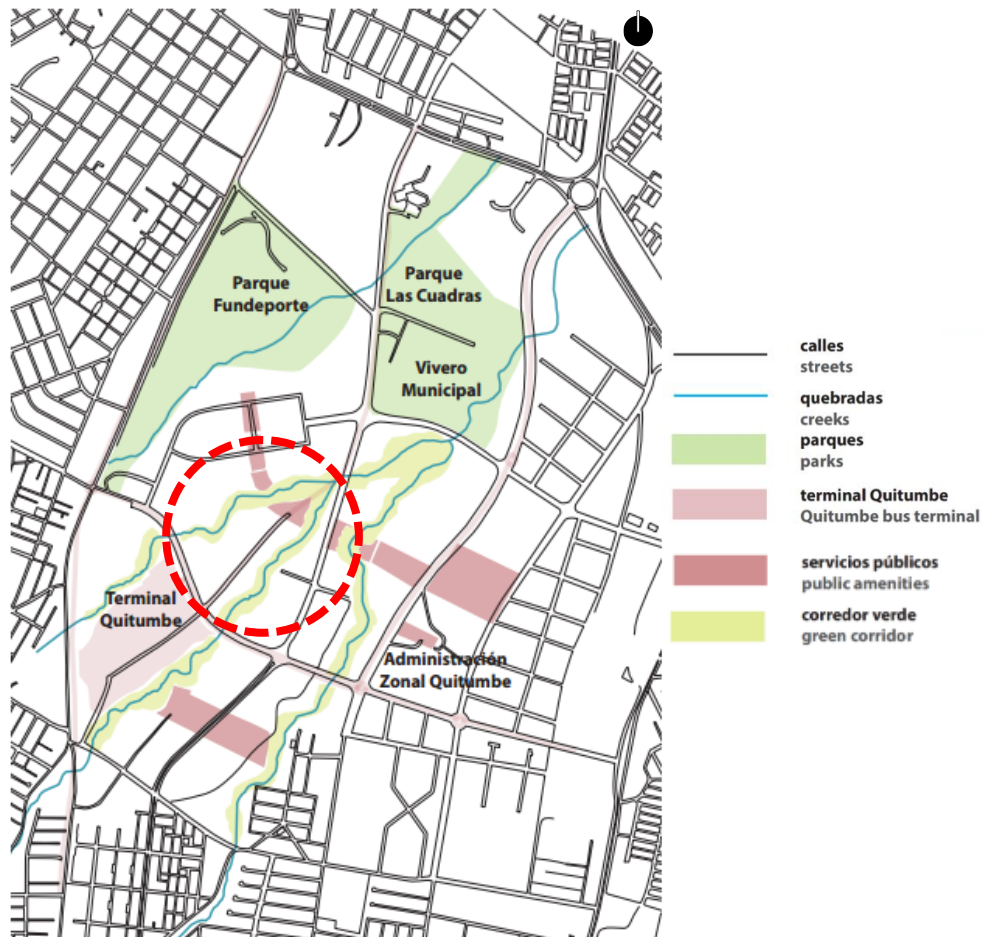 Parque
Fundeporte
Parque
Las Cuadras
Vivero
Municipal
Terminal
Quitumbe
Administración
Zonal Quitumbe
calles
streets
quebradas
creeks
parques
parks
terminal Quitumbe
Quitumbe bus terminal
servicios públicos
public amenities
corredor verde
green corridor